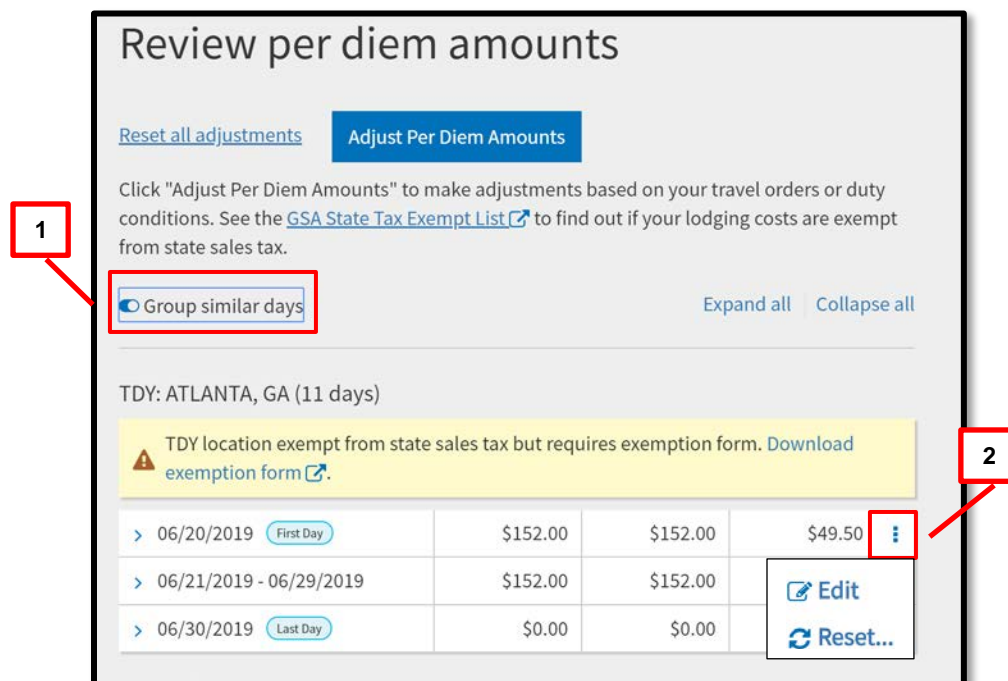 Review per diem amounts
Reset all adjustments
Adjust Per Diem Amounts
Click "Adjust Per Diem Amounts" to make adjustments based on your travel orders or duty
conditions. See the GSA State Tax Exempt List to find out if your lodging costs are exempt
from state sales tax.
1
Group similar days
Expand all
Collapse all
TDY: ATLANTA, GA (11 days)
TDY location exempt from state sales tax but requires exemption form. Download
exemption form.
2
06/20/2019 First Day $152.00 $152.00 $49.50
06/21/2019 - 06/29/2019 $152.00 $152.00
Edit
06/30/2019 Last Day $0.00 $0.00
Reset...